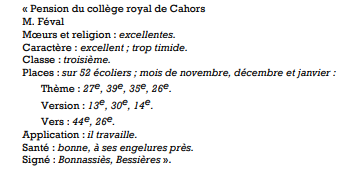 « Pension du collège royal de Cahors
M. Féval
Mœurs et religion : excellentes.
Caractère : excellent ; trop timide.
Classe : troisième.
Places : sur 52 écoliers ; mois de novembre, décembre et janvier :
Thème : 27e, 39e, 35e, 26e.
Version : 13e, 30e, 14e.
Vers : 44e, 26e.
Application : il travaille.
Santé : bonne, à ses engelures près.
Signé : Bonnassiès, Bessières ».